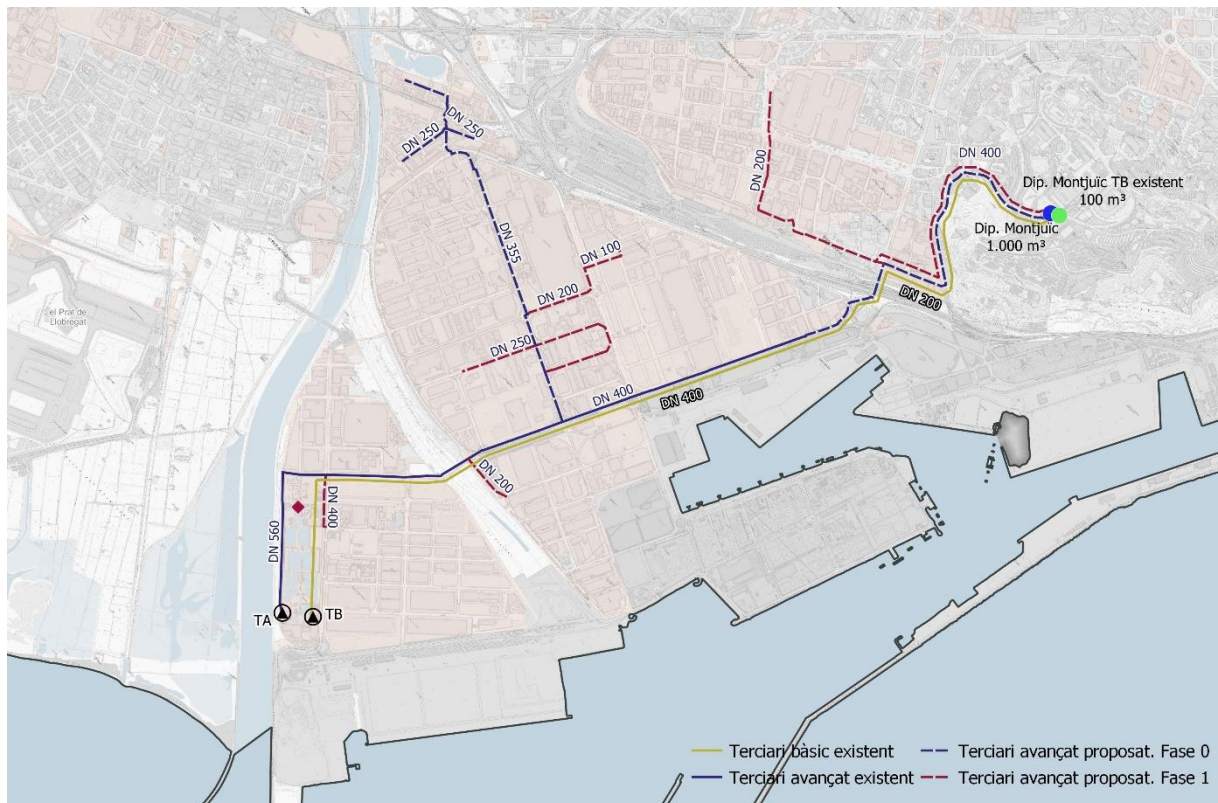 DN 250
DN 250
DN 200
DN 400
Dip. Montjuïc TB existent
100 m³
Dip. Montjuïc
1.000 m³
DN 355
DN 100
DN 200
DN 200
el Prat de
Llobregat
DN 250
DN 400
DN 400
DN 200
DN 400
DN 560
TA
TB
Terciari bàsic existent
Terciari avançat proposat. Fase 0
Terciari avançat existent
Terciari avançat proposat. Fase 1